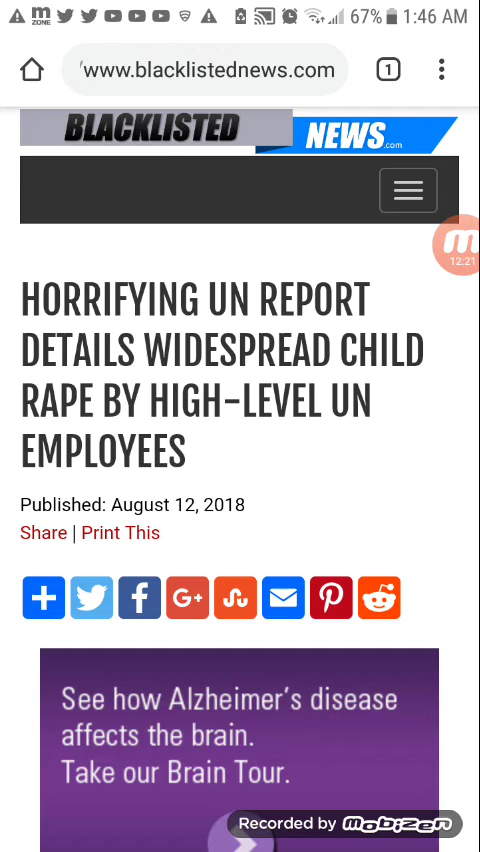 m
ZONE
67% 1:46 AM
www.blacklistednews.com
1
BLACKLISTED
NEWS.com
m
12:21
HORRIFYING UN REPORT
DETAILS WIDESPREAD CHILD
RAPE BY HIGH-LEVEL UN
EMPLOYEES
Published: August 12, 2018
Share | Print This
G+
See how Alzheimer's disease
affects the brain.
Take our Brain Tour.
Recorded by mobizen